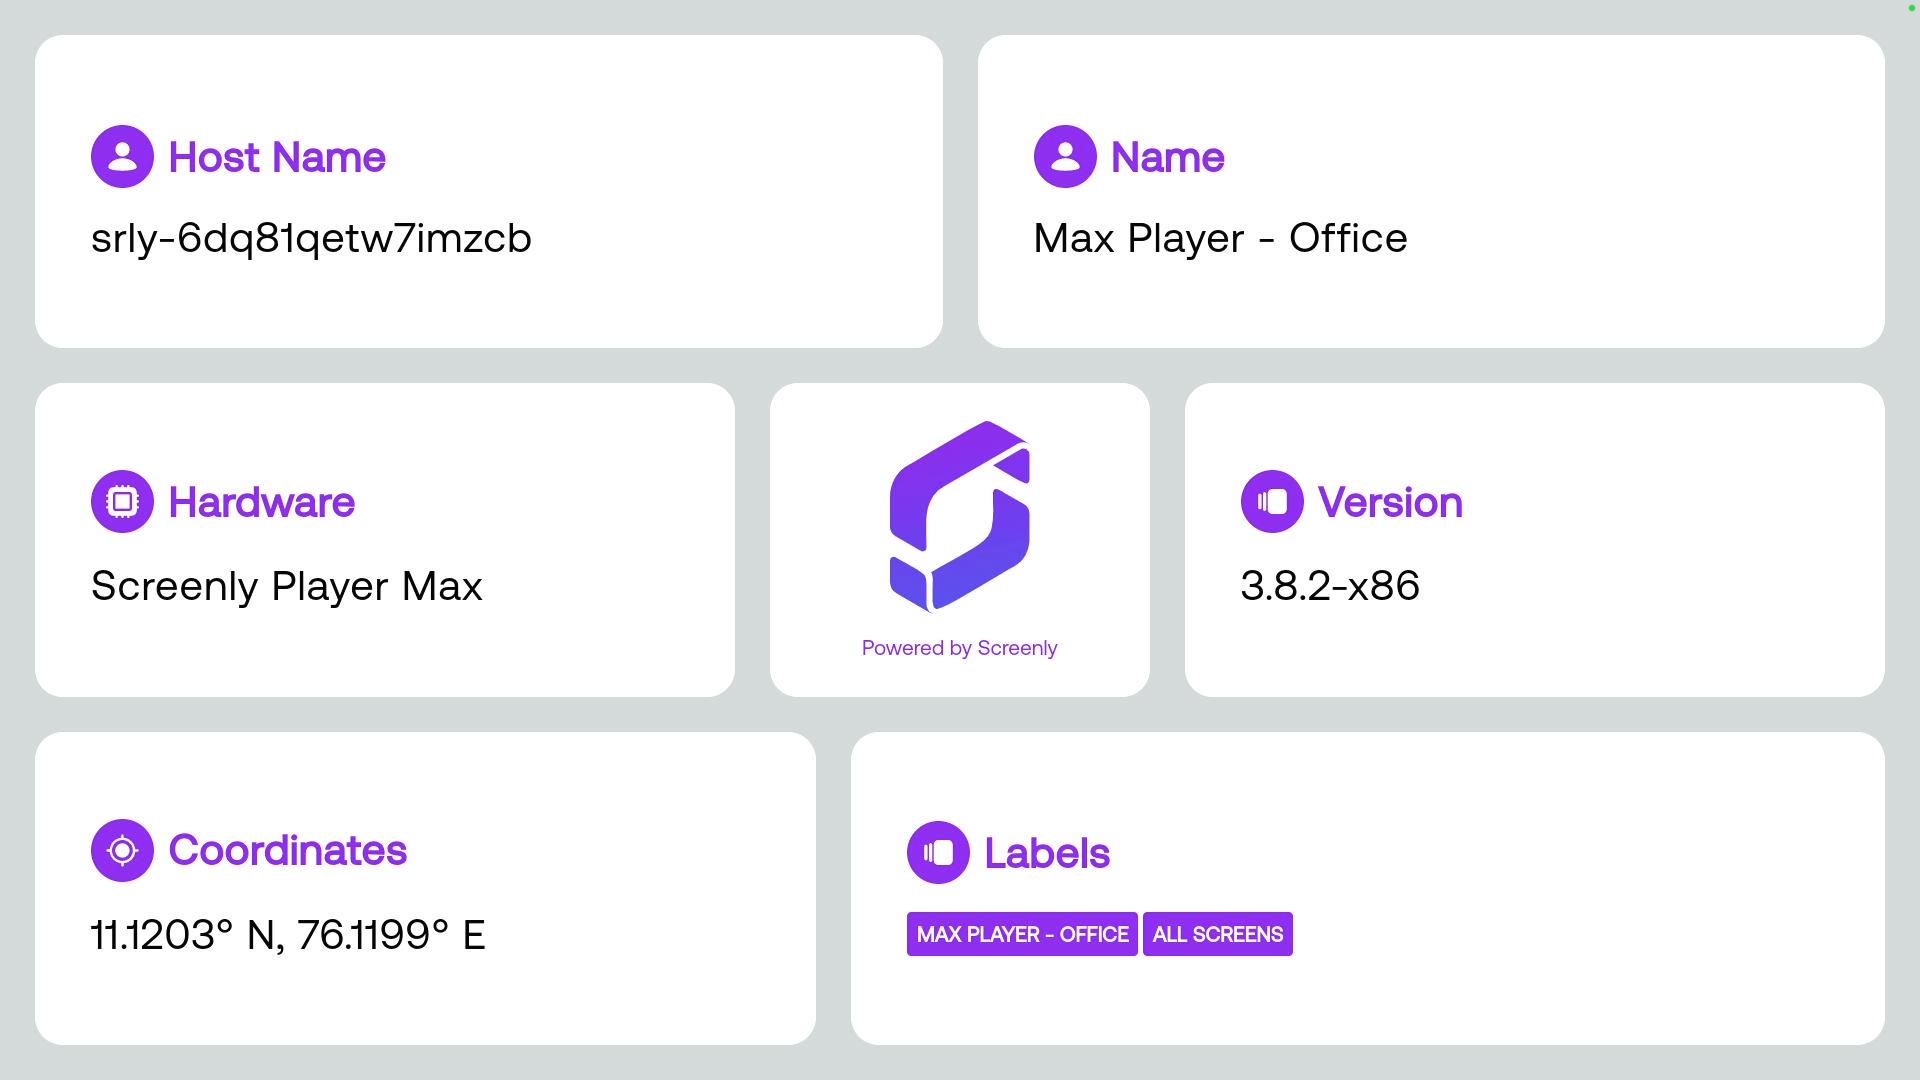 Host Name
srly-6dq81qetw7imzcb
Name
Max Player - Office
Hardware
Screenly Player Max
Powered by Screenly
Version
3.8.2-x86
Coordinates
11.1203° N, 76.1199° E
Labels
MAX PLAYER - OFFICE
ALL SCREENS